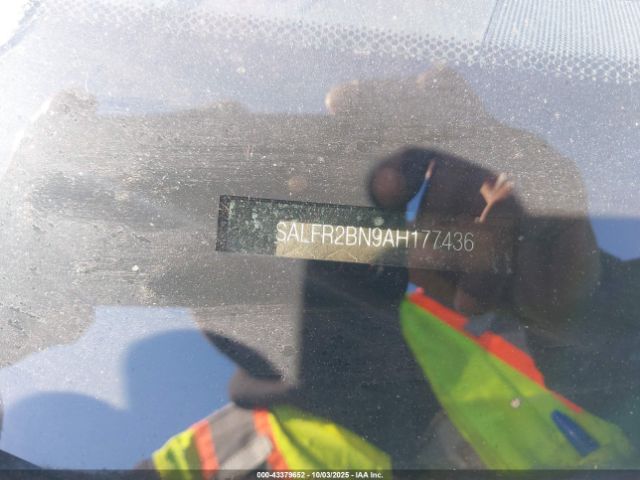 SALFR2BN9AH177436
000-43379652 | 10/03/2025 | IAA Inc.